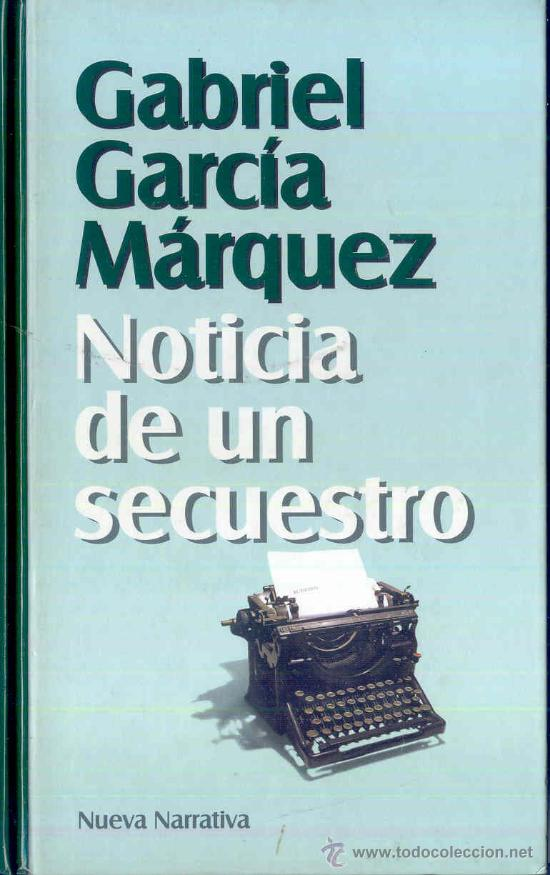 Gabriel
García
Márquez
Noticia
de un
secuestro
Nueva Narrativa
www.todocoleccion.net